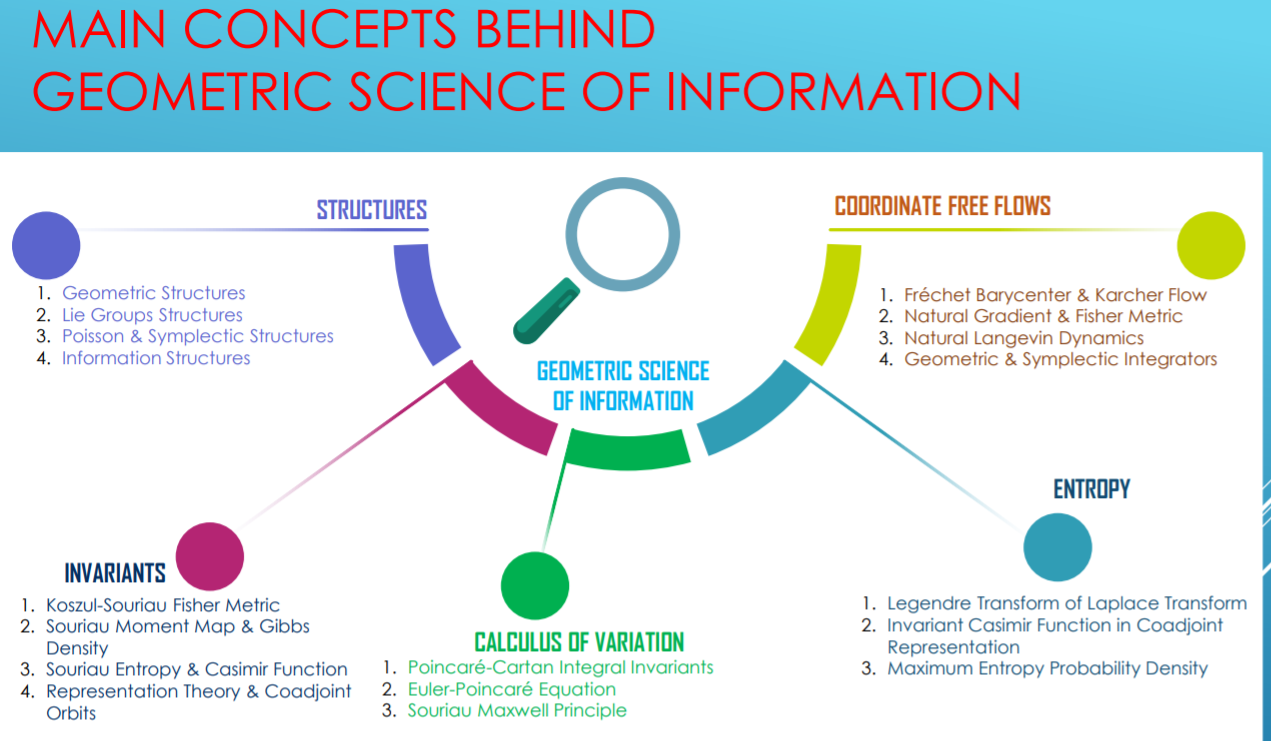 MAIN CONCEPTS BEHIND
GEOMETRIC SCIENCE OF INFORMATION
STRUCTURES
1. Geometric Structures
2. Lie Groups Structures
3. Poisson & Symplectic Structures
4. Information Structures
COORDINATE FREE FLOWS
1. Fréchet Barycenter & Karcher Flow
2. Natural Gradient & Fisher Metric
3. Natural Langevin Dynamics
4. Geometric & Symplectic Integrators
GEOMETRIC SCIENCE
OF INFORMATION
INVARIANTS
1. Koszul-Souriau Fisher Metric
2. Souriau Moment Map & Gibbs
Density
3. Souriau Entropy & Casimir Function
4. Representation Theory & Coadjoint
Orbits
CALCULUS OF VARIATION
1. Poincaré-Cartan Integral Invariants
2. Euler-Poincaré Equation
3. Souriau Maxwell Principle
ENTROPY
1. Legendre Transform of Laplace Transform
2. Invariant Casimir Function in Coadjoint
Representation
3. Maximum Entropy Probability Density